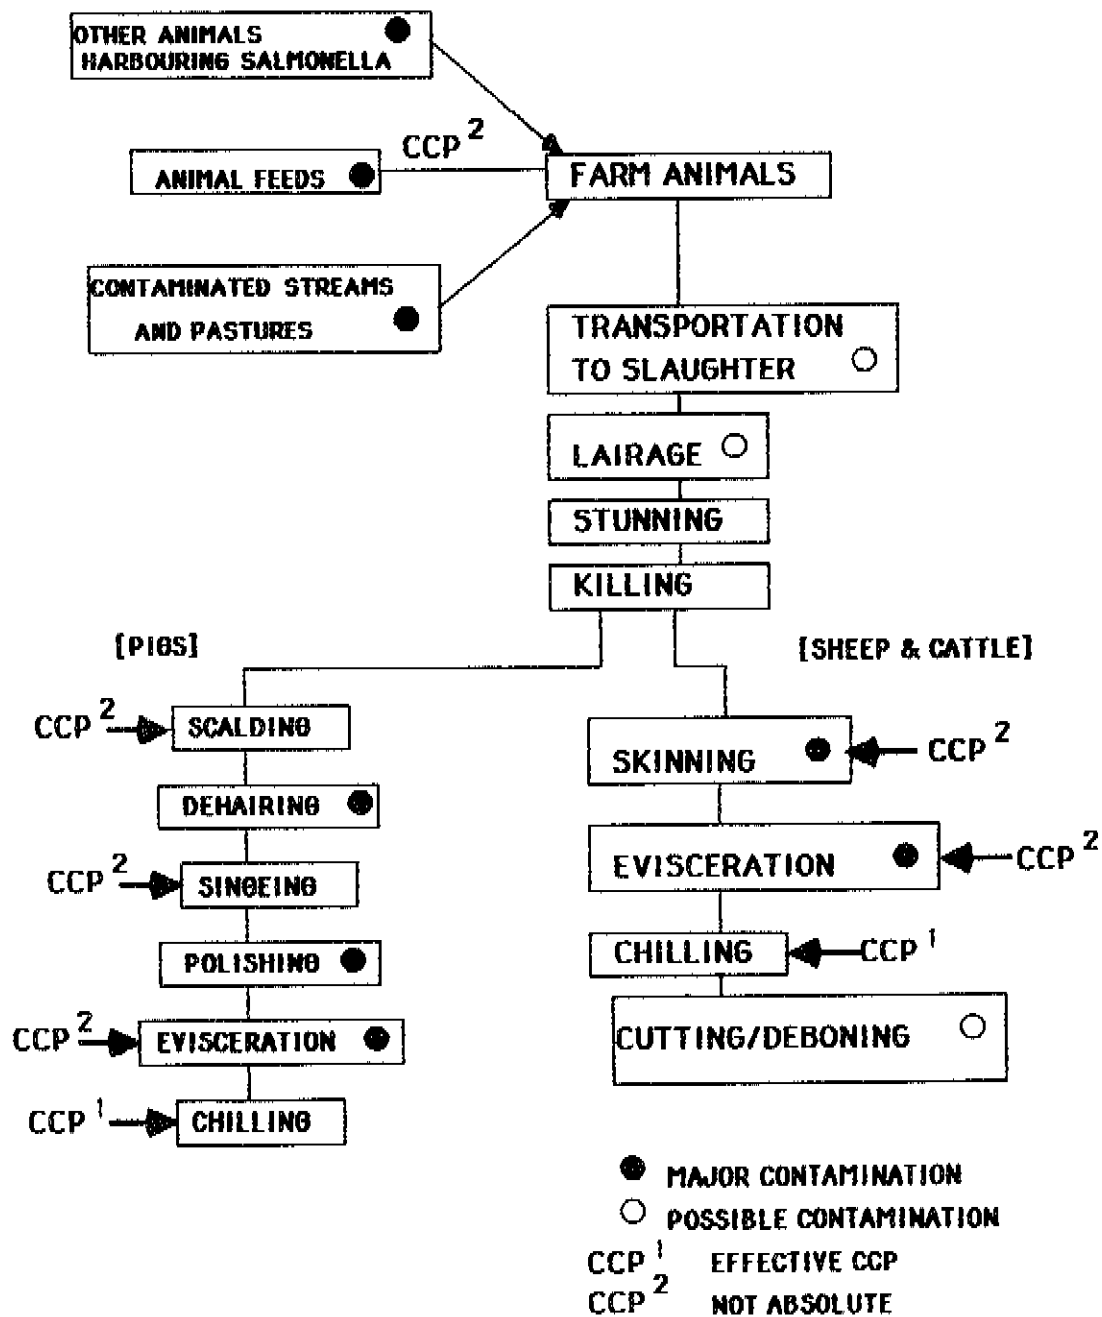 OTHER ANIMALS
HARBOURING SALMONELLA
CCP 2
ANIMAL FEEDS
FARM ANIMALS
CONTAMINATED STREAMS
AND PASTURES
TRANSPORTATION
TO SLAUGHTER
LAIRAGE
STUNNING
KILLING
[PIGS]
[SHEEP & CATTLE]
CCP 2
SCALDING
DEHAIRING
CCP 2
SINGEING
POLISHING
CCP 2
EVISCERATION
CCP 1
CHILLING
SKINNING
CCP 2
EVISCERATION
CCP 2
CHILLING
CCP 1
CUTTING/DEBONING
MAJOR CONTAMINATION
POSSIBLE CONTAMINATION
CCP 1 EFFECTIVE CCP
CCP 2 NOT ABSOLUTE